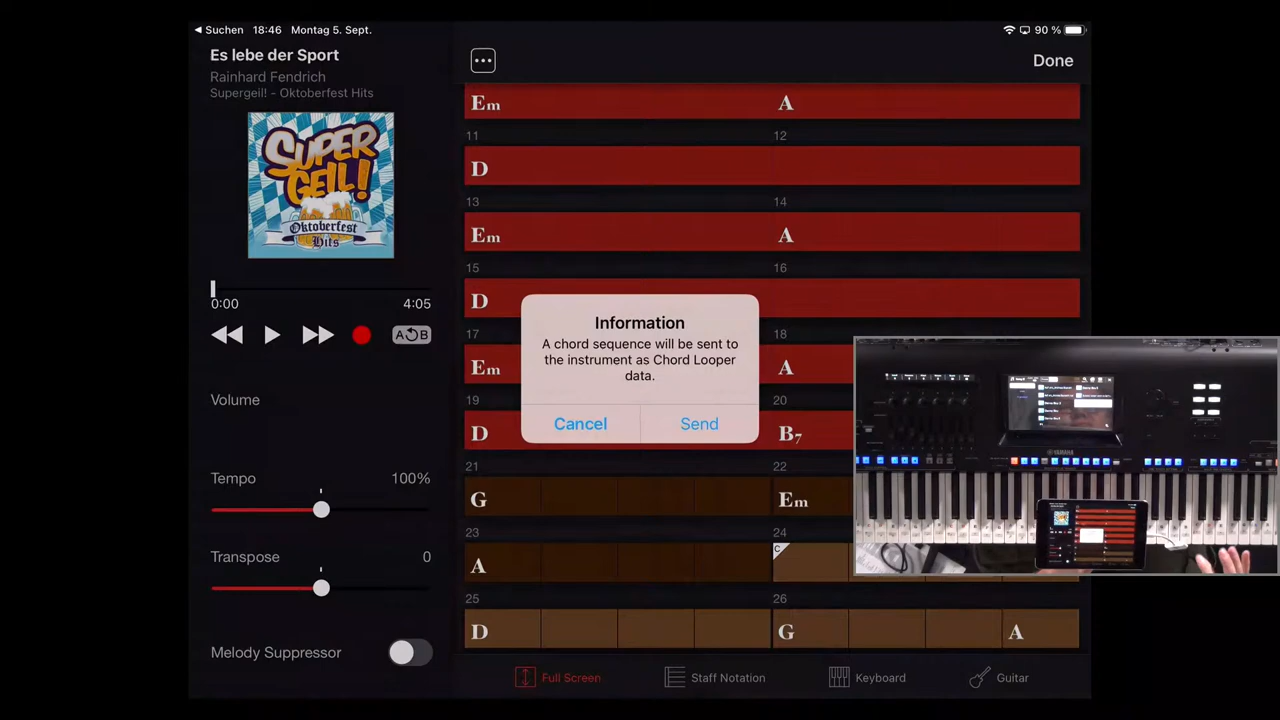 Suchen 18:46 Montag 5. Sept. 90 %
Es lebe der Sport
Rainhard Fendrich
Supergeil! - Oktoberfest Hits
SUPER
GEIL!
Oktoberfest
Hits
0:00 4:05
A B
Volume
Tempo 100%
Transpose 0
Melody Suppressor
Done
Em A
11 12
D
13 14
Em A
15 16
D
17 18
Em A
19 20
D B7
21 22
G Em
23 24
A C
25 26
D G A
Information
A chord sequence will be sent to
the instrument as Chord Looper
data.
Cancel Send
YAMAHA
Full Screen Staff Notation Keyboard Guitar